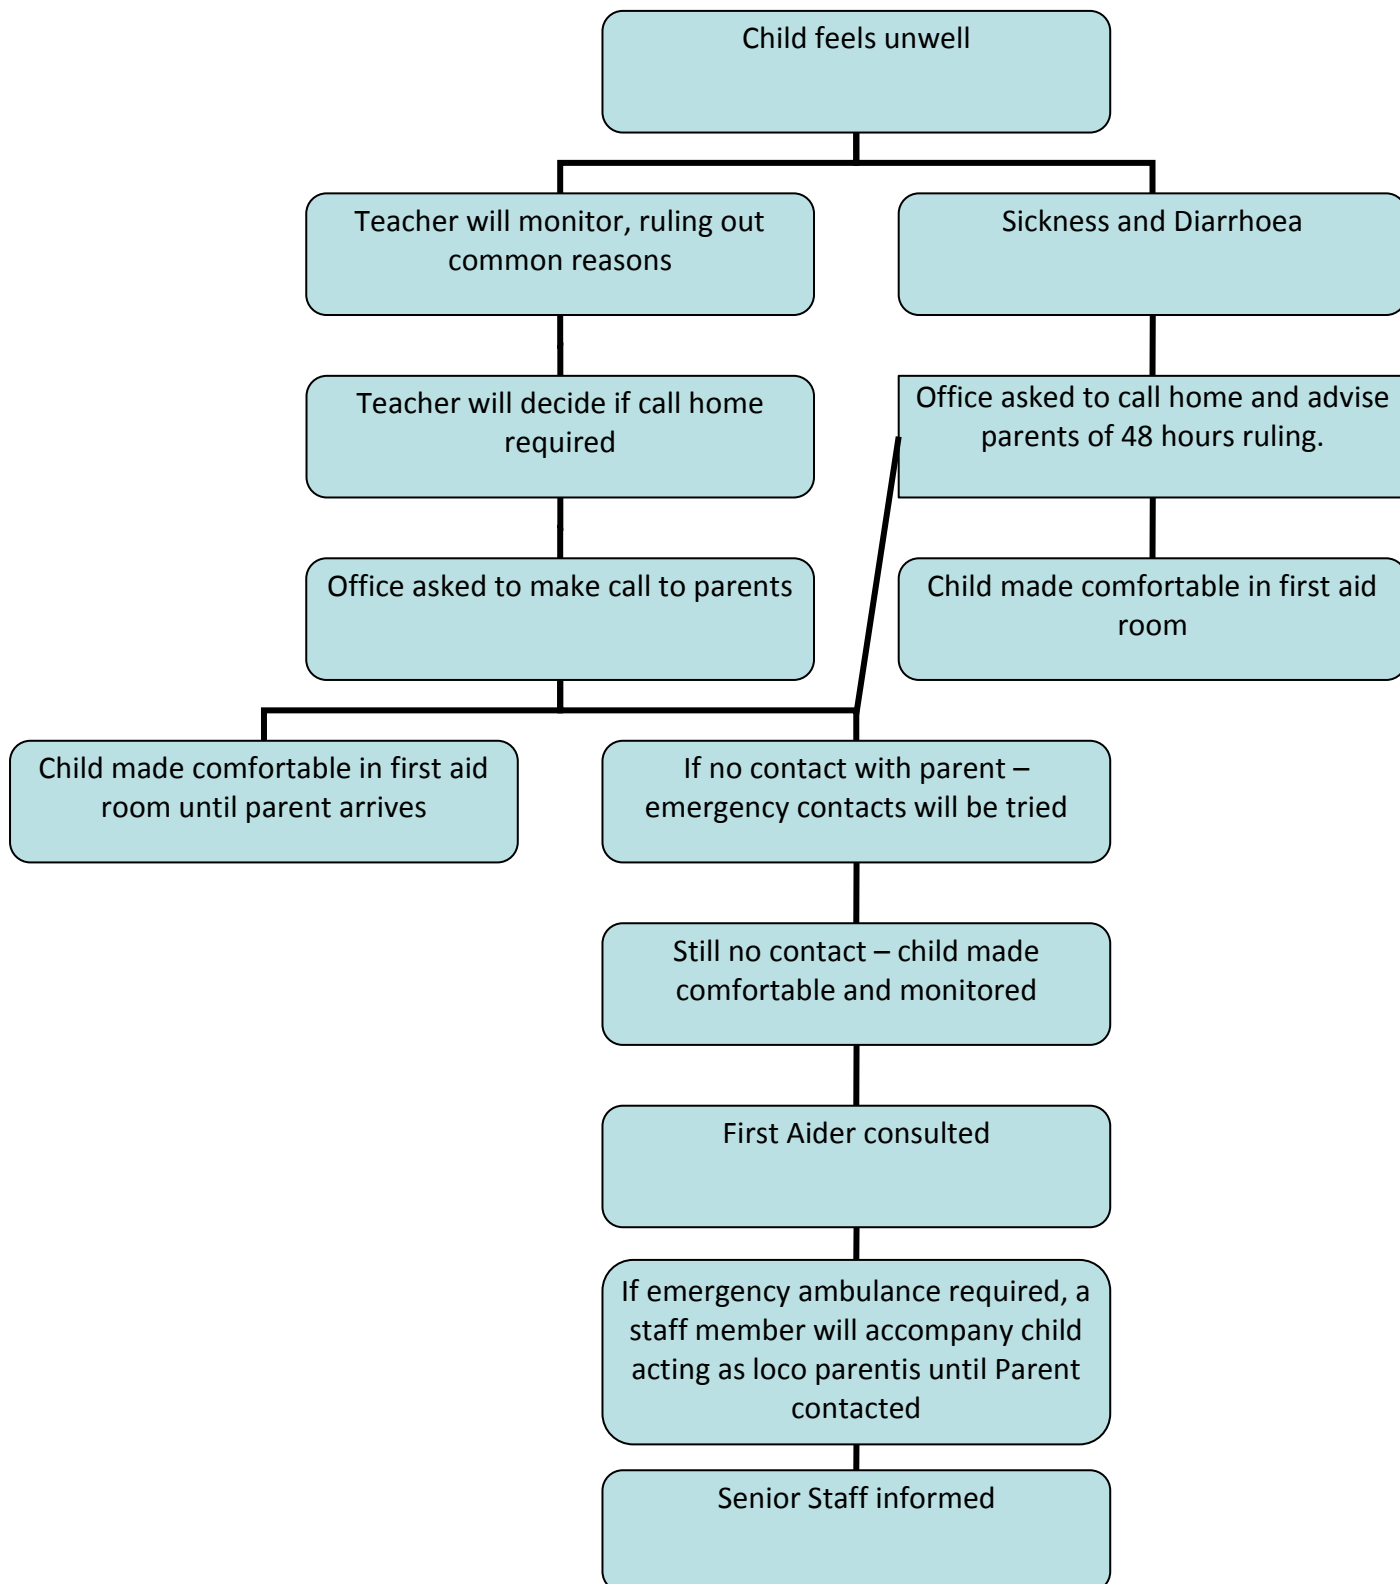 Child feels unwell
Teacher will monitor, ruling out
common reasons
Sickness and Diarrhoea
Teacher will decide if call home
required
Office asked to call home and advise
parents of 48 hours ruling.
Office asked to make call to parents
Child made comfortable in first aid
room
Child made comfortable in first aid
room until parent arrives
If no contact with parent –
emergency contacts will be tried
Still no contact – child made
comfortable and monitored
First Aider consulted
If emergency ambulance required, a
staff member will accompany child
acting as loco parentis until Parent
contacted
Senior Staff informed